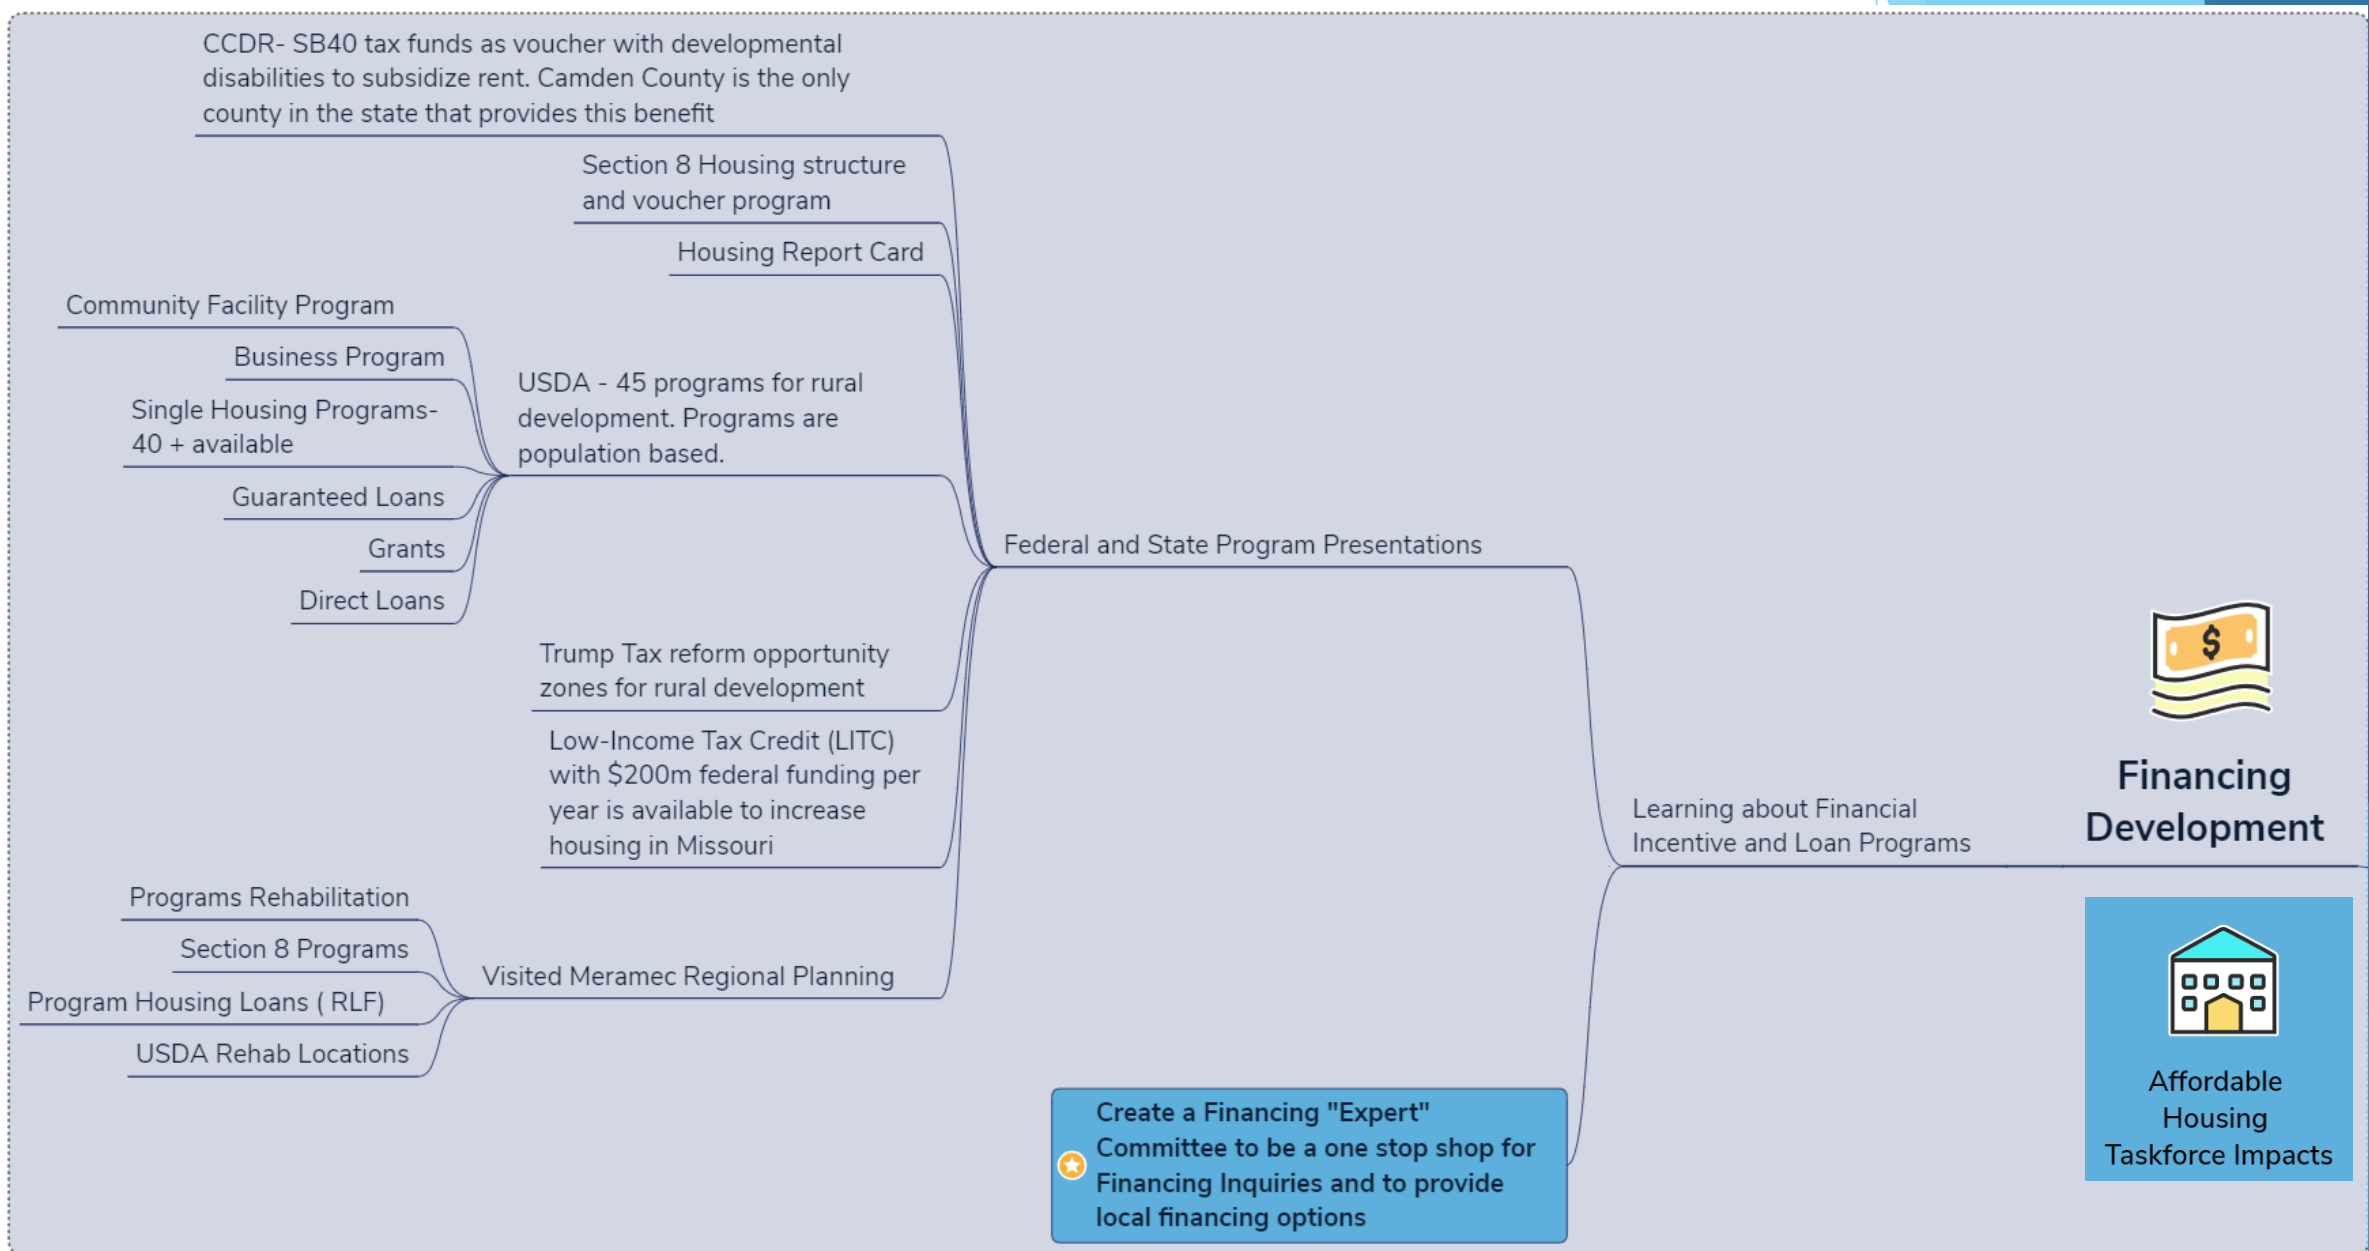 CCDR- SB40 tax funds as voucher with developmental
disabilities to subsidize rent. Camden County is the only
county in the state that provides this benefit
Section 8 Housing structure
and voucher program
Housing Report Card
Community Facility Program
Business Program
Single Housing Programs-
40 + available
Guaranteed Loans
Grants
Direct Loans
USDA - 45 programs for rural
development. Programs are
population based.
Trump Tax reform opportunity
zones for rural development
Low-Income Tax Credit (LITC)
with $200m federal funding per
year is available to increase
housing in Missouri
Programs Rehabilitation
Section 8 Programs
Program Housing Loans ( RLF)
USDA Rehab Locations
Visited Meramec Regional Planning
Federal and State Program Presentations
Create a Financing "Expert"
Committee to be a one stop shop for
Financing Inquiries and to provide
local financing options
Learning about Financial
Incentive and Loan Programs
$
Financing
Development
Affordable
Housing
Taskforce Impacts